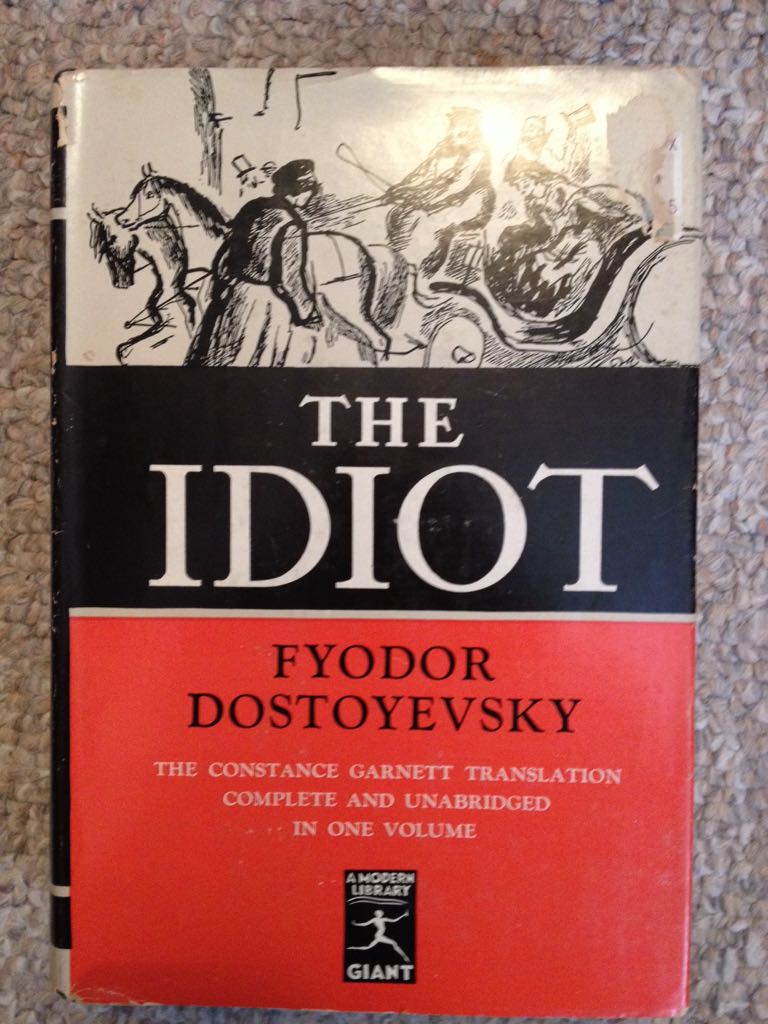 THE
IDIOT
FYODOR
DOSTOYEVSKY
THE CONSTANCE GARNETT TRANSLATION
COMPLETE AND UNABRIDGED
IN ONE VOLUME
A MODERN
LIBRARY
GIANT